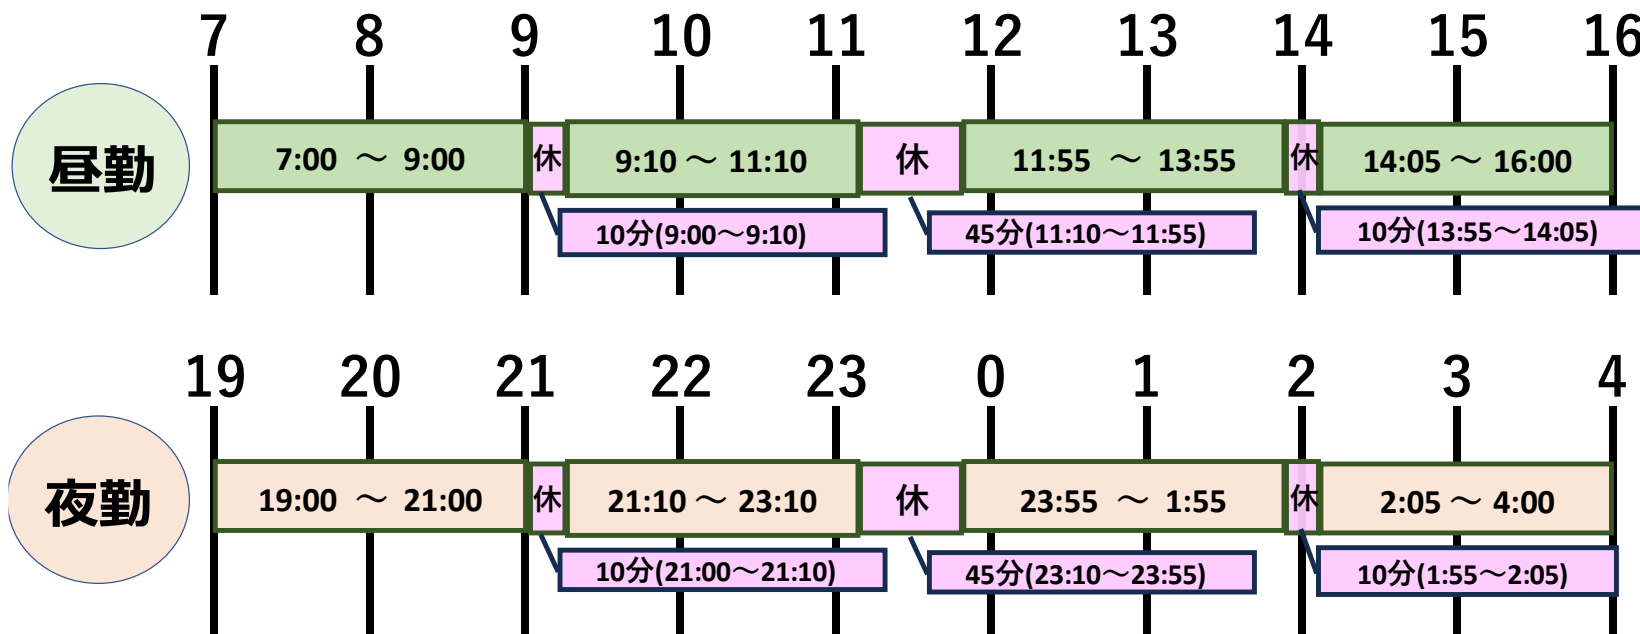 7 8 9 10 11 12 13 14 15 16
昼勤
7:00 ～ 9:00 休 9:10 ～ 11:10 休 11:55 ～ 13:55 休 14:05 ～ 16:00
10分(9:00～9:10) 45分(11:10～11:55) 10分(13:55～14:05)
19 20 21 22 23 0 1 2 3 4
夜勤
19:00 ～ 21:00 休 21:10 ～ 23:10 休 23:55 ～ 1:55 休 2:05 ～ 4:00
10分(21:00～21:10) 45分(23:10～23:55) 10分(1:55～2:05)